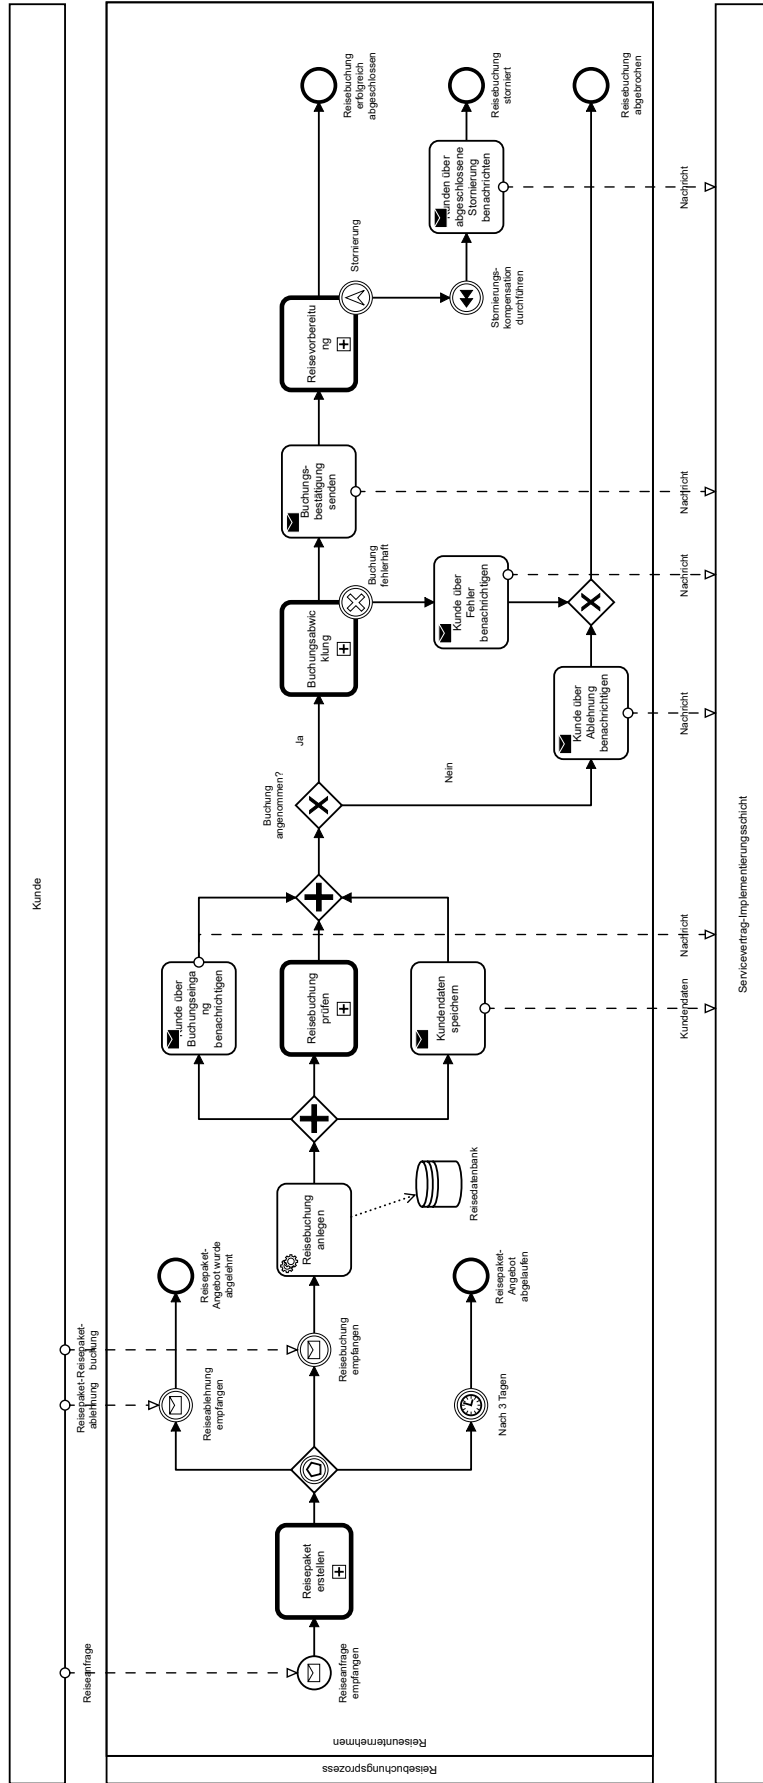 Kunde
Reiseanfrage
Reisepaket-
ablehnung
Reisepaket-
buchung
Reisebuchungsprozess
Reiseunternehmen
Reiseanfrage
empfangen
Reisepaket
erstellen
Reiseablehnung
empfangen
Reisepaket-
Angebot wurde
abgelehnt
Reisebuchung
empfangen
Nach 3 Tagen
Reisepaket-
Angebot
abgelaufen
Reisebuchung
anlegen
Reisedatenbank
Kunde über
Buchungseinga
ng
benachrichtigen
Reisebuchung
prüfen
Kundendaten
speichern
Buchung
angenommen?
Ja
Nein
Buchungsabwic
klung
Buchung
fehlerhaft
Kunde über
Fehler
benachrichtigen
Kunde über
Ablehnung
benachrichtigen
Buchungs-
bestätigung
senden
Reisevorbereitu
ng
Stornierung
Stornierungs-
kompensation
durchführen
Kunden über
abgeschlossene
Stornierung
benachrichten
Reisebuchung
erfolgreich
abgeschlossen
Reisebuchung
storniert
Reisebuchung
abgebrochen
Kundendaten
Nachricht
Nachricht
Nachricht
Nachricht
Nachricht
Servicevertrag-Implementierungsschicht